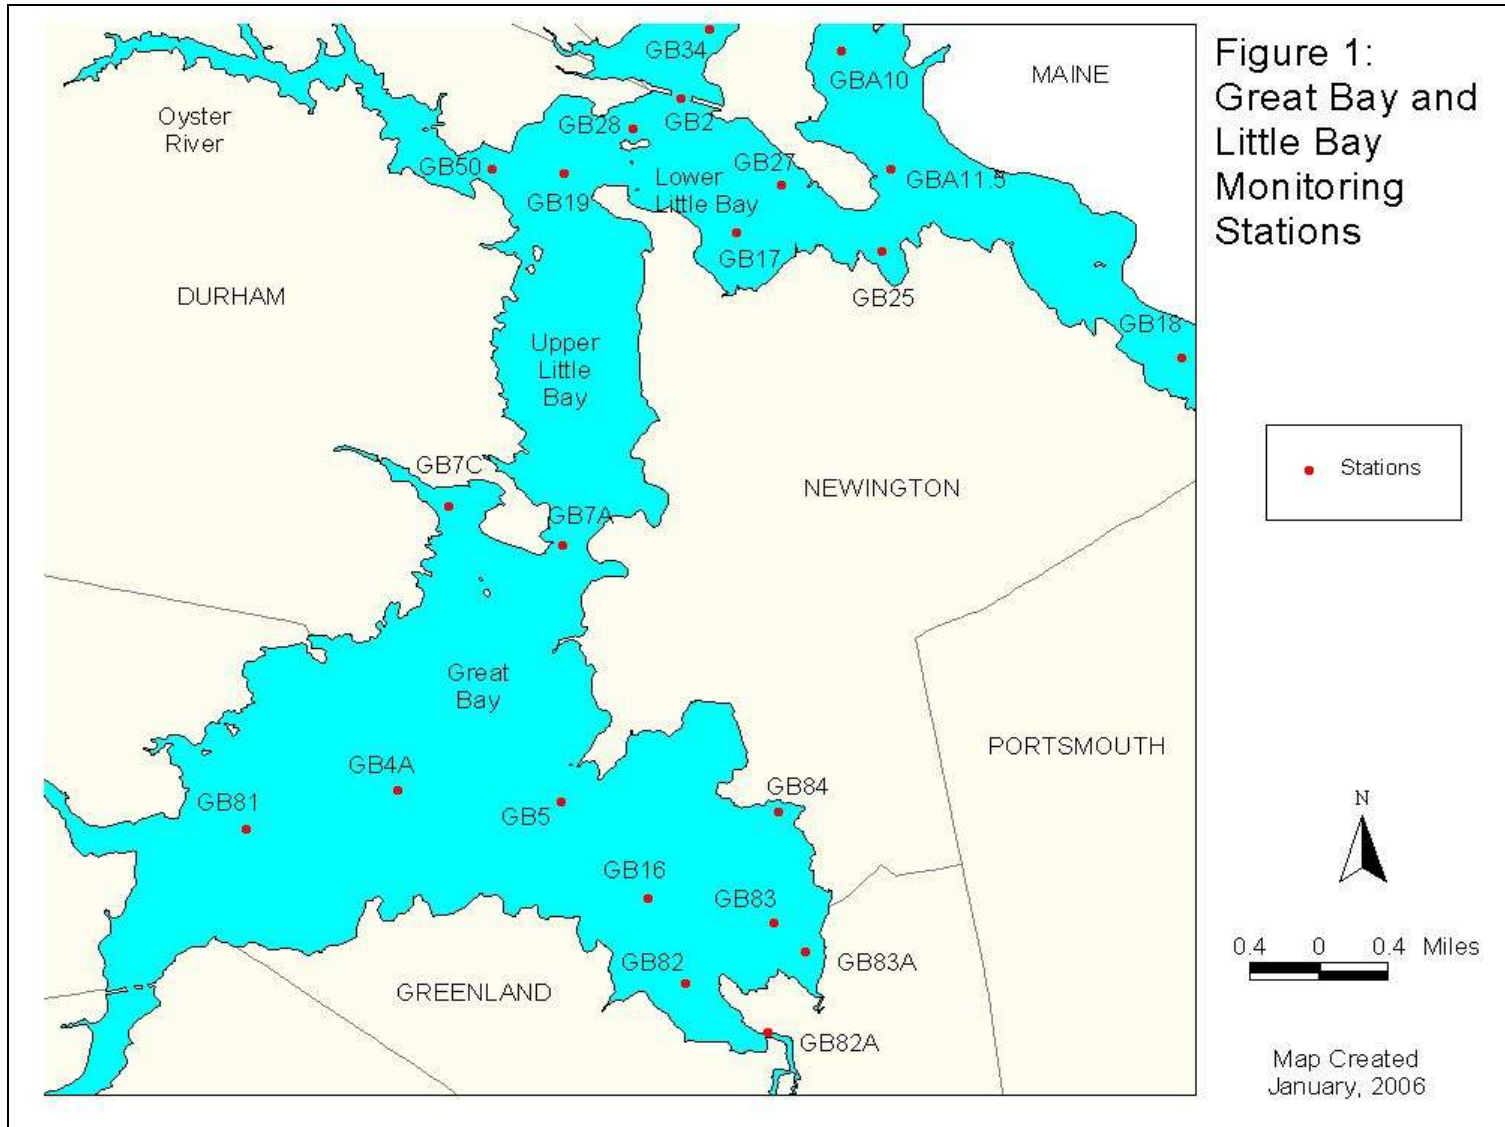 Figure 1:
Great Bay and
Little Bay
Monitoring
Stations
GB34
GBA10
MAINE
Oyster
River
GB28
GB2
GB50
GB27
GBA11.5
Lower
Little Bay
GB19
GB17
GB25
DURHAM
GB18
Upper
Little
Bay
GB7C
Stations
NEWINGTON
GB7A
Great
Bay
PORTSMOUTH
GB4A
GB84
GB81
GB5
N
GB16
GB83
0.4 0 0.4 Miles
GB82
GB83A
GREENLAND
GB82A
Map Created
January, 2006